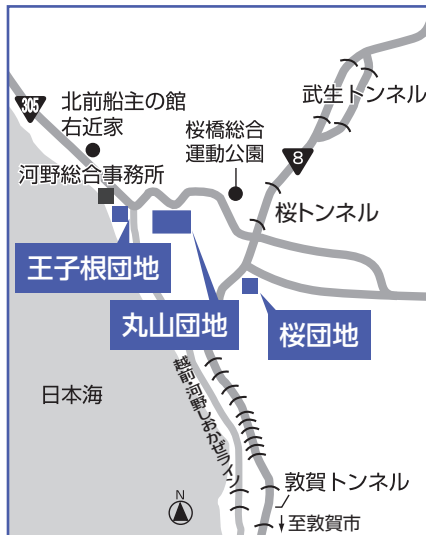 305
北前船主の館
右近家
河野総合事務所
桜橋総合
運動公園
武生トンネル
8
桜トンネル
王子根団地
丸山団地
桜団地
日本海
越前・河野しおかぜライン
敦賀トンネル
至敦賀市
N